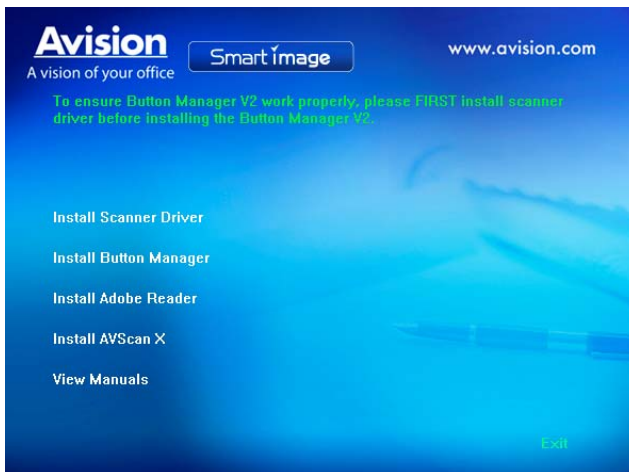 Avision
A vision of your office
Smart image
www.avision.com
To ensure Button Manager V2 work properly, please FIRST install scanner
driver before installing the Button Manager V2.
Install Scanner Driver
Install Button Manager
Install Adobe Reader
Install AVScan X
View Manuals
Exit